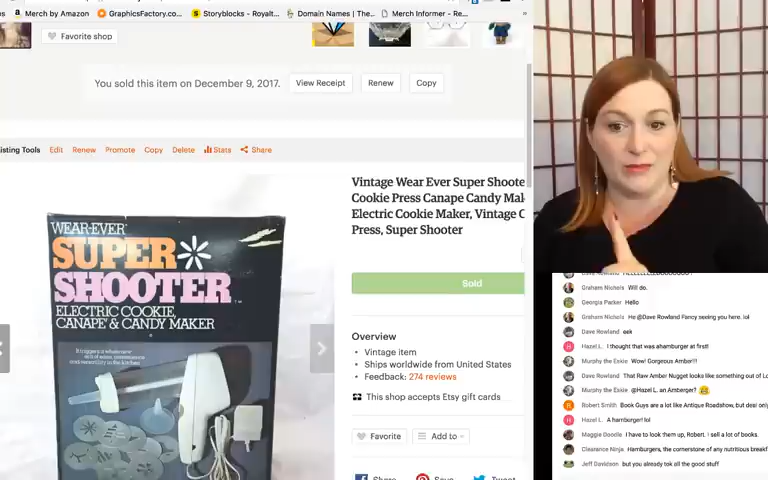 Merch by Amazon
GraphicsFactory.co...
Storyblocks - Royalt...
Domain Names | The...
Merch Informer - Re...
Favorite shop
You sold this item on December 9, 2017.
View Receipt
Renew
Copy
isting Tools
Edit
Renew
Promote
Copy
Delete
Stats
Share
Vintage Wear Ever Super Shoote
Cookie Press Canape Candy Mak
Electric Cookie Maker, Vintage C
Press, Super Shooter
Sold
Overview
• Vintage item
• Ships worldwide from United States
• Feedback: 274 reviews
This shop accepts Etsy gift cards
Favorite
Add to
Share
Save
Tweet
WEAR-EVER
SUPER
SHOOTER
ELECTRIC COOKIE,
CANAPE & CANDY MAKER
Graham Nichols Will do.
Georgia Parker Hello
Graham Nichols He @Dave Rowland Fancy seeing you here. lol
Dave Rowland eek
Hazel L. I thought that was ahamburger at first!
Murphy the Eskie Wow! Gorgeous Amber!!!
Dave Rowland That Raw Amber Nugget looks like something out of Lo
Murphy the Eskie @Hazel L. an Amberger?
Robert Smith Book Guys are a lot like Antique Roadshow, but deal only
Hazel L. A hamburger! lol
Maggie Doodle I have to look them up, Robert. I sell a lot of books.
Clearance Ninja Hamburgers, the cornerstone of any nutritious breakf
Jeff Davidson but you already tok all the good stuff